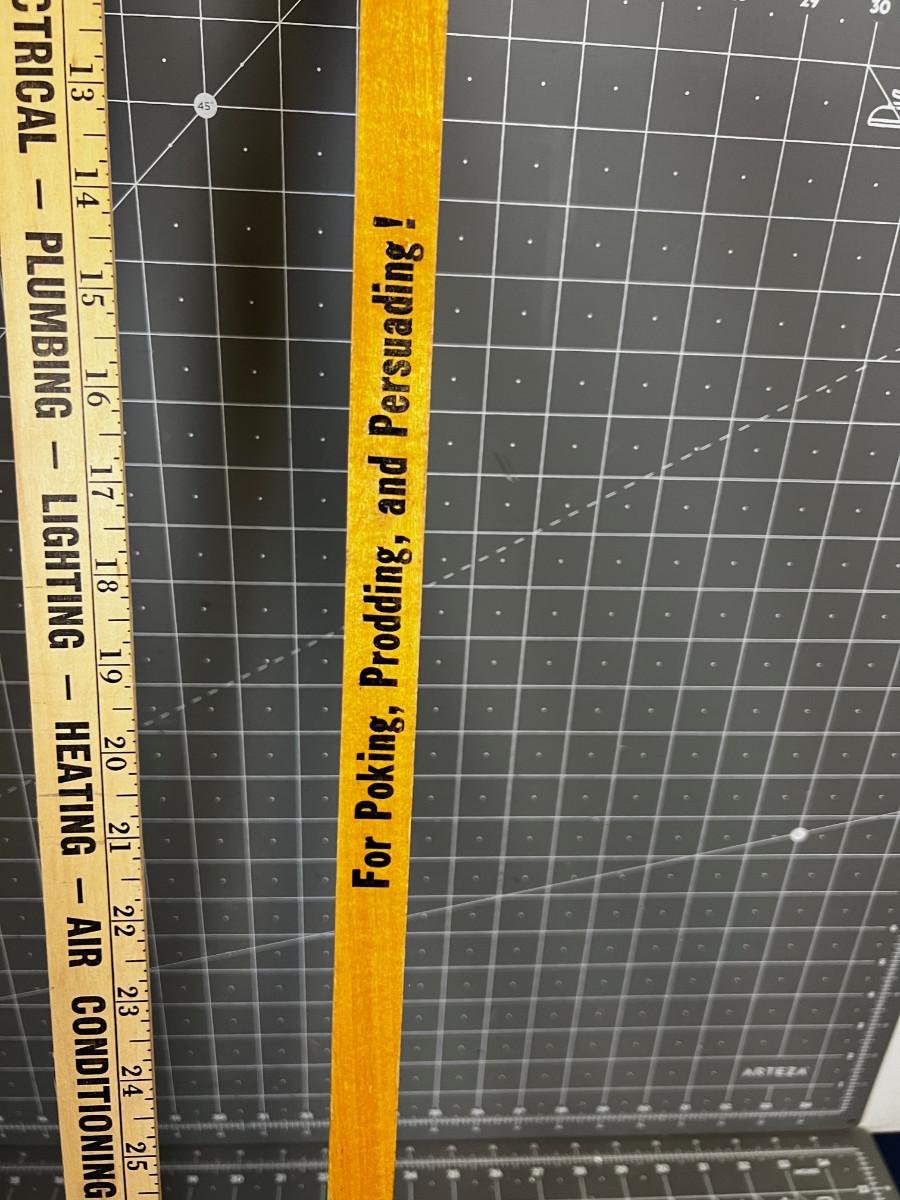 CTRICAL — PLUMBING — LIGHTING — HEATING — AIR CONDITIONING
13 14 15 16 17 18 19 20 21 22 23 24 25
For Poking, Prodding, and Persuading!
45°
29 30
ARTEZA